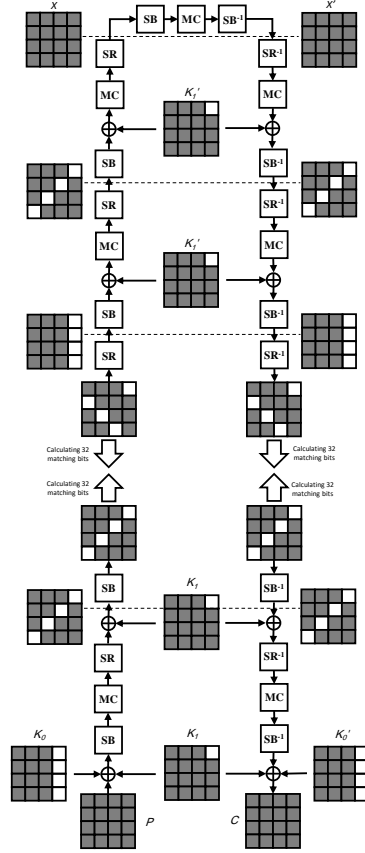 X
X'
SB
MC
SB⁻¹
SR
SR⁻¹
MC
K₁'
MC
SB
SB⁻¹
SR
SR⁻¹
MC
K₁'
MC
SB
SB⁻¹
SR
SR⁻¹
Calculating 32
matching bits
Calculating 32
matching bits
Calculating 32
matching bits
Calculating 32
matching bits
SB
K₁
SB⁻¹
SR
SR⁻¹
MC
MC
K₀
SB
K₁
SB⁻¹
K₀'
P
C